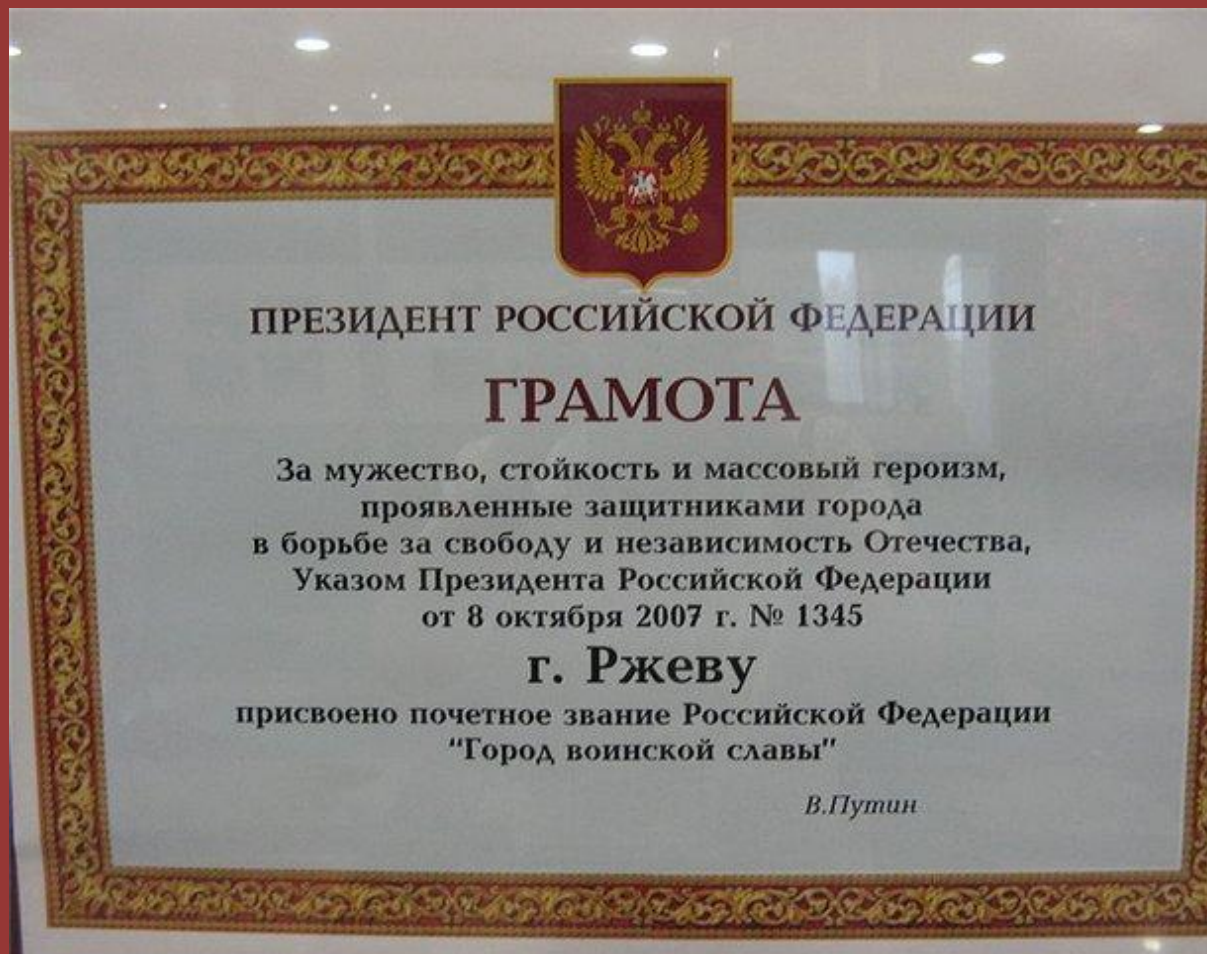 ПРЕЗИДЕНТ РОССИЙСКОЙ ФЕДЕРАЦИИ
ГРАМОТА
За мужество, стойкость и массовый героизм,
проявленные защитниками города
в борьбе за свободу и независимость Отечества,
Указом Президента Российской Федерации
от 8 октября 2007 г. № 1345
г. Ржеву
присвоено почетное звание Российской Федерации
“Город воинской славы”
В.Путин